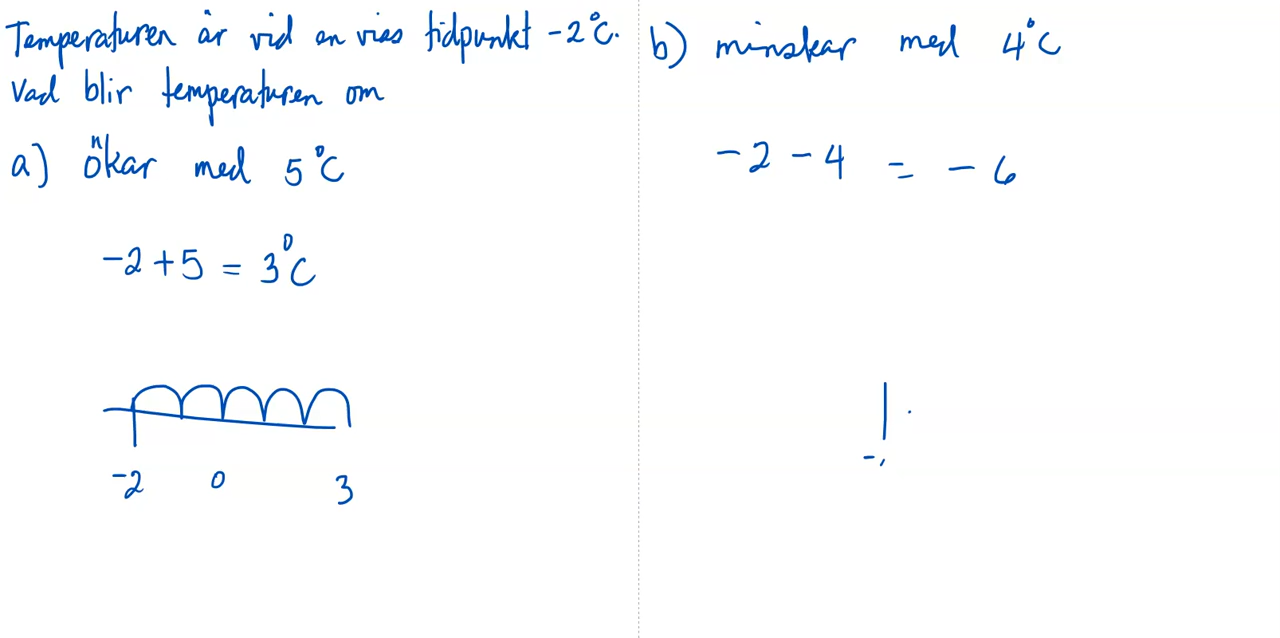 Temperaturen är vid en viss tidpunkt -2°C.
Vad blir temperaturen om
a) ökar med 5°C
-2+5 = 3°C
-2 0 3
b) minskar med 4°C
-2 - 4 = - 6